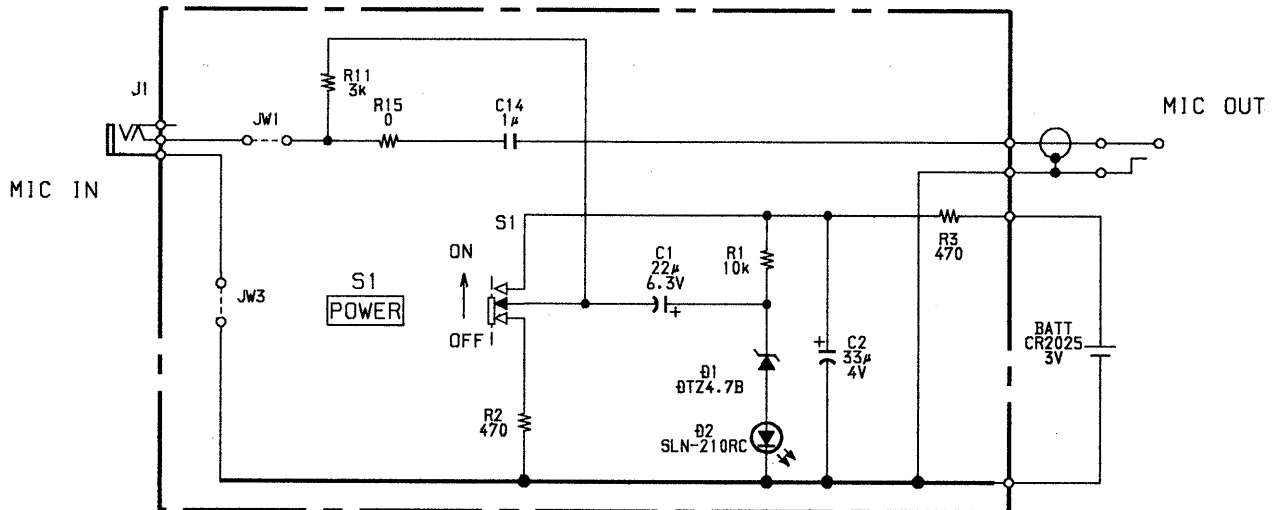 J1
MIC IN
JW1
R11
3k
R15
0
C14
1μ
MIC OUT
S1
ON
OFF
S1
POWER
JW3
C1
22μ
6.3V
+
R1
10k
R3
470
R2
470
D1
DTZ4.7B
D2
SLN-210RC
+
C2
33μ
4V
BATT
CR2025
3V